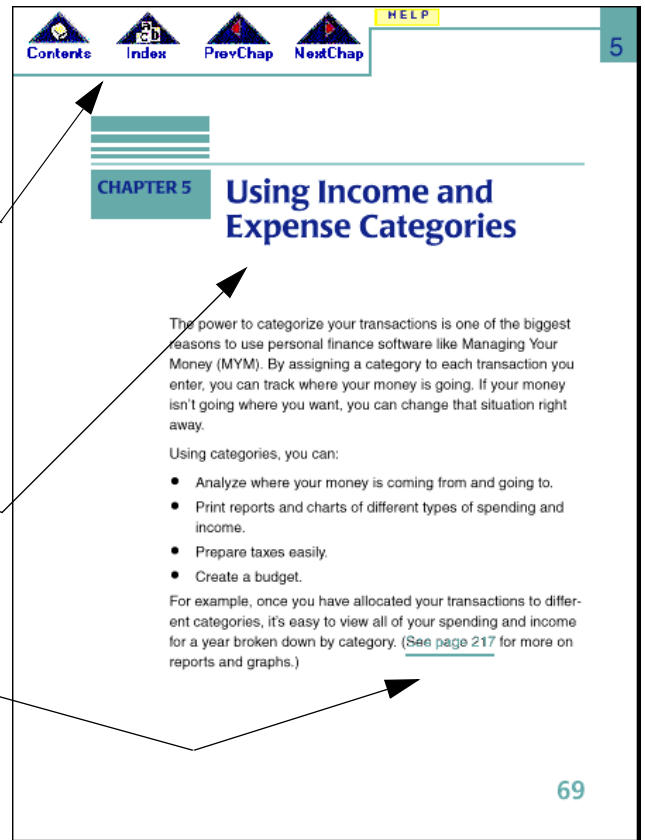 HELP
Contents Index PrevChap NextChap
5
CHAPTER 5
Using Income and
Expense Categories
The power to categorize your transactions is one of the biggest
reasons to use personal finance software like Managing Your
Money (MYM). By assigning a category to each transaction you
enter, you can track where your money is going. If your money
isn't going where you want, you can change that situation right
away.
Using categories, you can:
• Analyze where your money is coming from and going to.
• Print reports and charts of different types of spending and
income.
• Prepare taxes easily.
• Create a budget.
For example, once you have allocated your transactions to differ-
ent categories, it's easy to view all of your spending and income
for a year broken down by category. (See page 217 for more on
reports and graphs.)
69